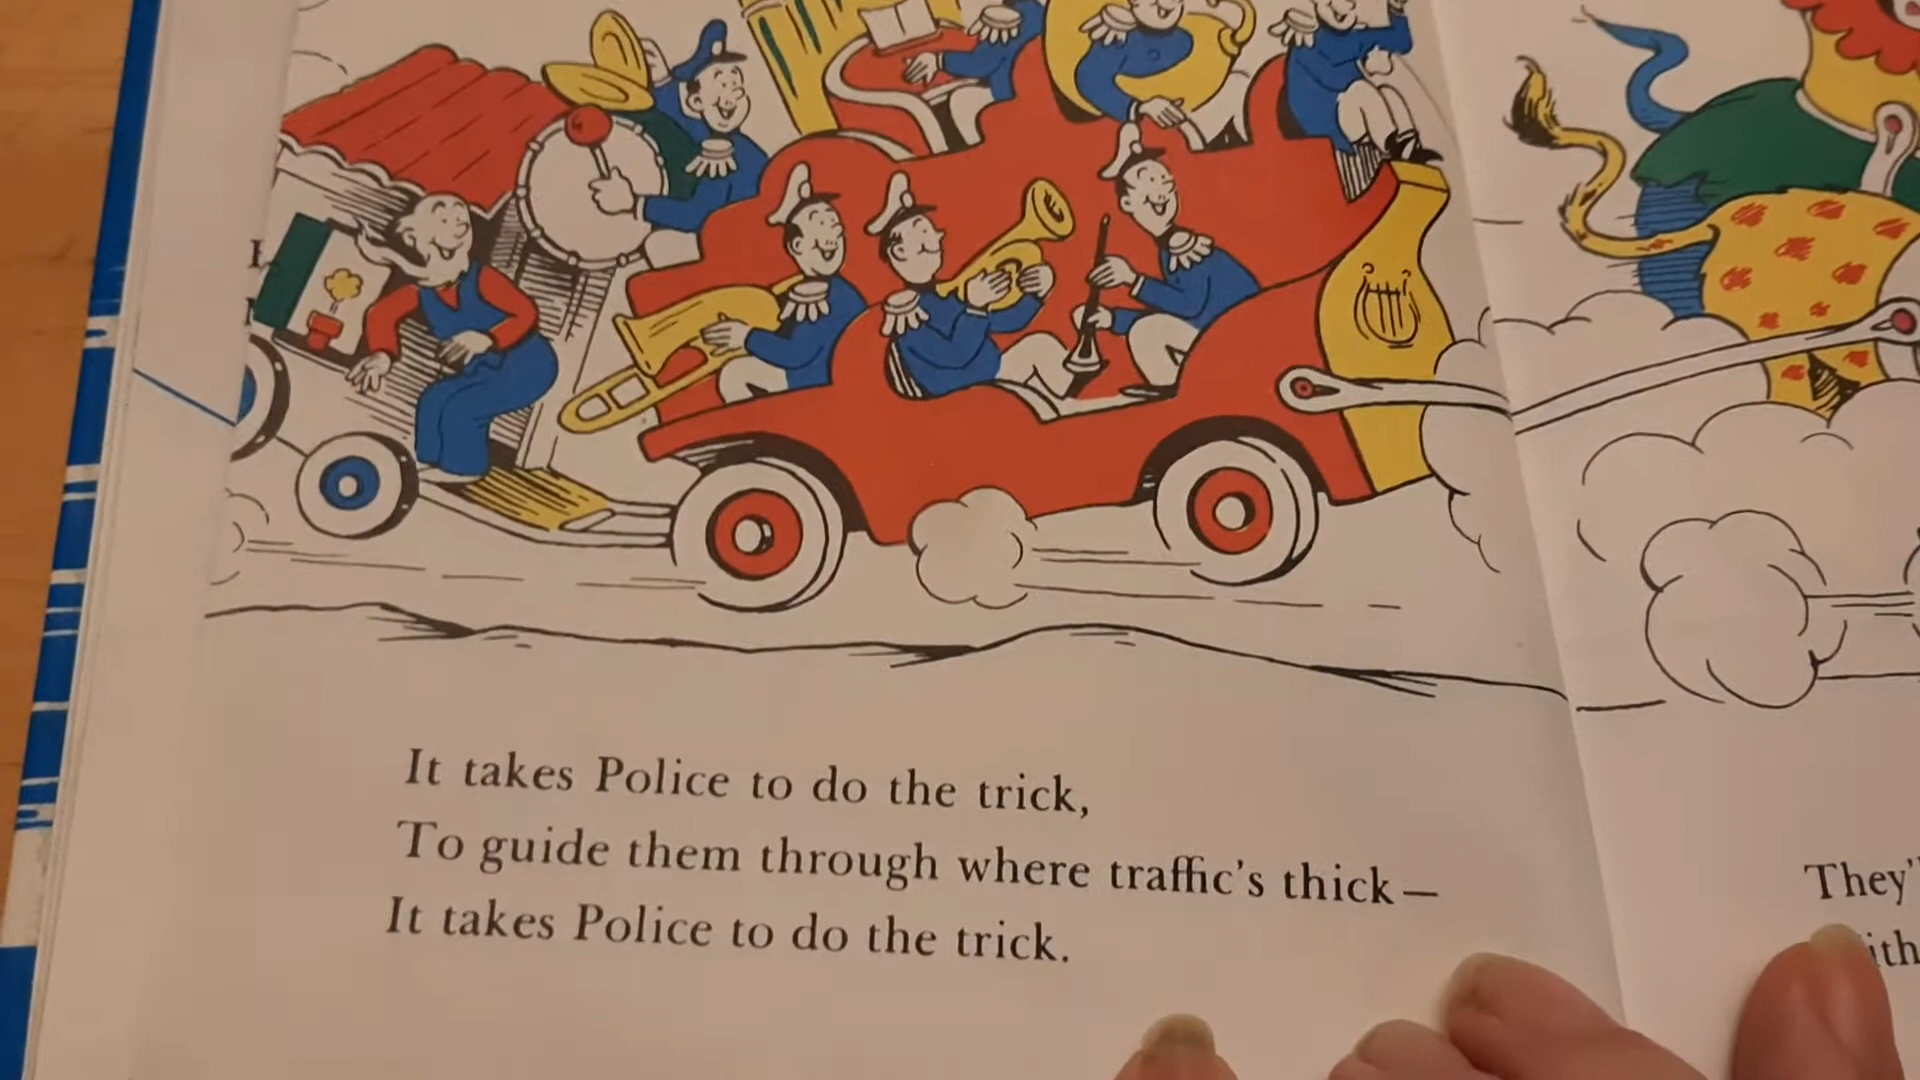 It takes Police to do the trick,
To guide them through where traffic's thick—
It takes Police to do the trick.
They'